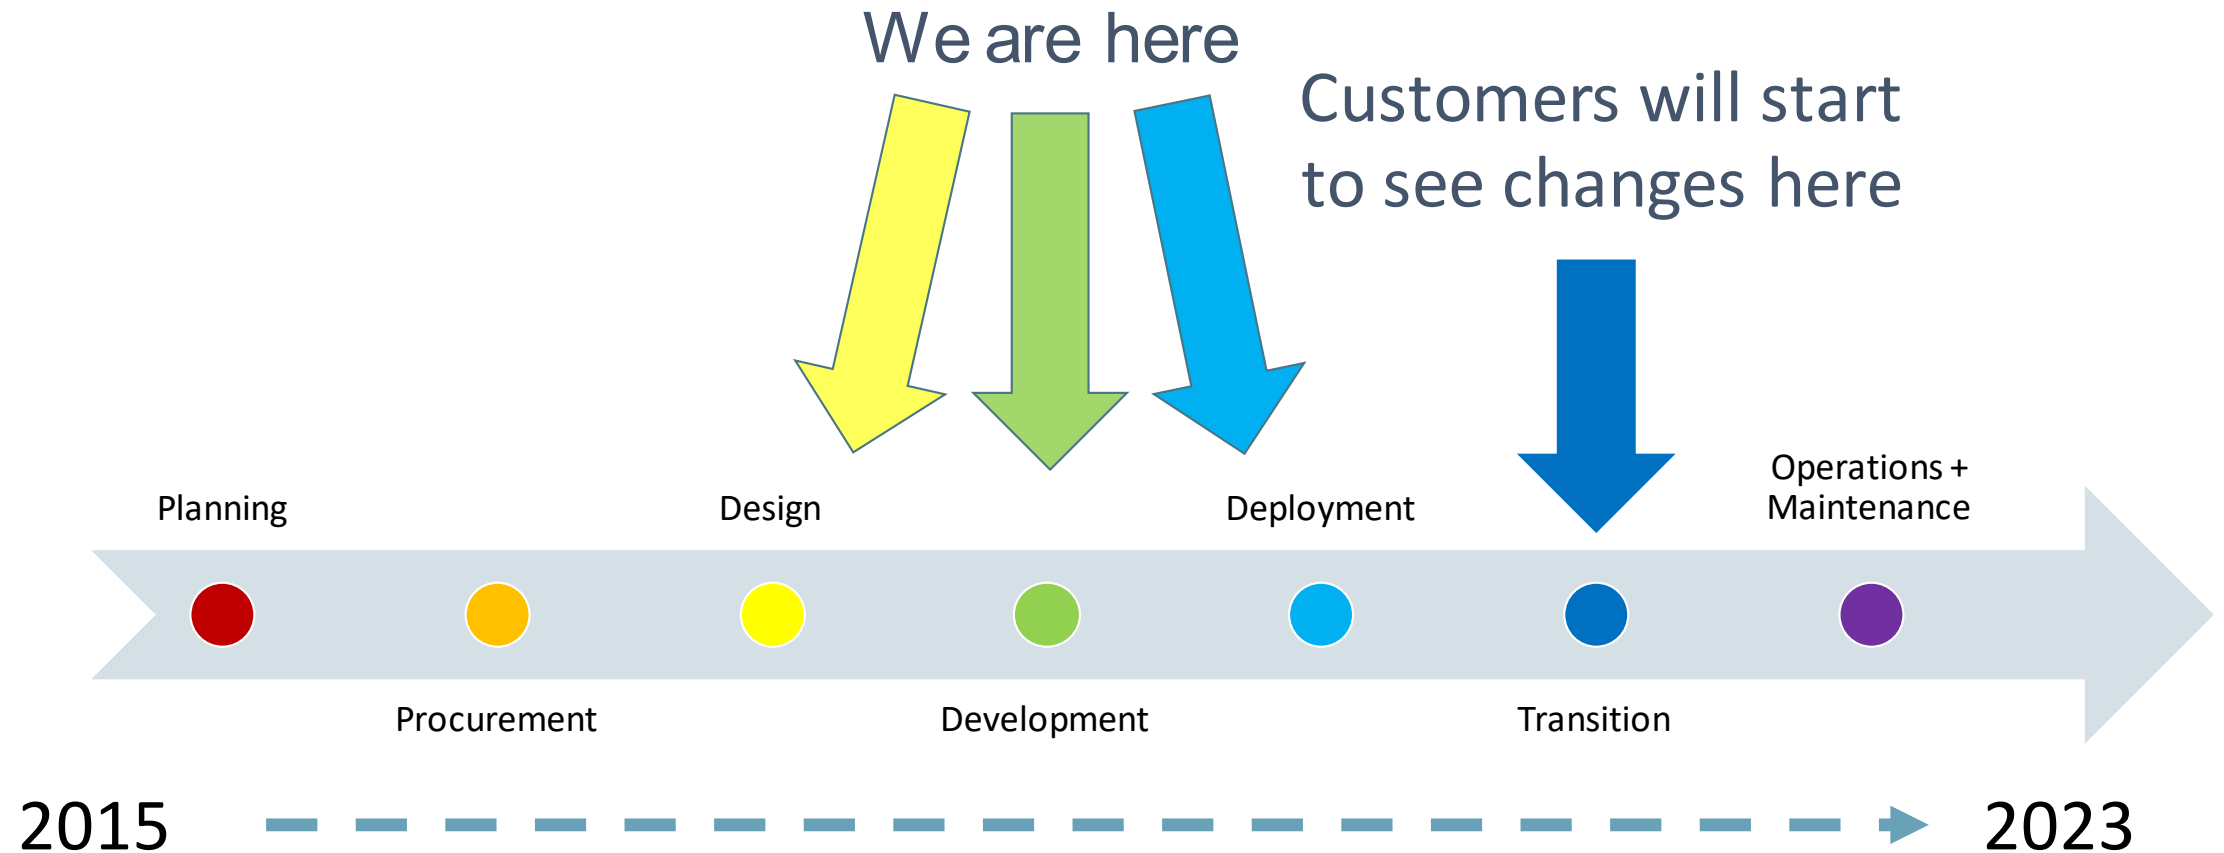 We are here
Customers will start
to see changes here
Planning
Procurement
Design
Development
Deployment
Transition
Operations +
Maintenance
2015
2023